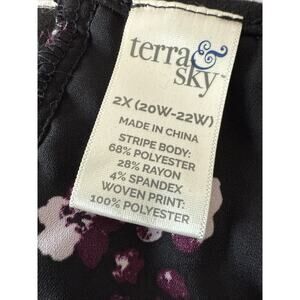 terra &
sky™
2X (20W-22W)
MADE IN CHINA
STRIPE BODY:
68% POLYESTER
28% RAYON
4% SPANDEX
WOVEN PRINT:
100% POLYESTER